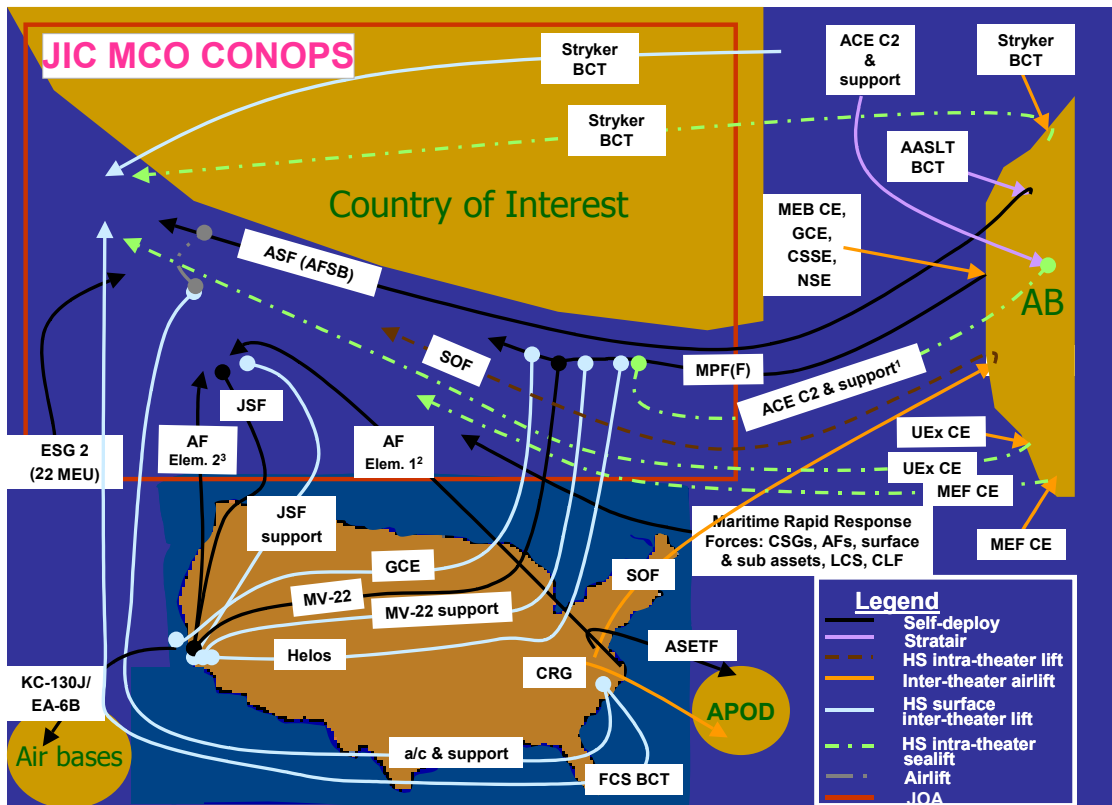 JIC MCO CONOPS
Stryker
BCT
ACE C2
&
support
Stryker
BCT
Stryker
BCT
AASLT
BCT
Country of Interest
MEB CE,
GCE,
CSSE,
NSE
ASF (AFSB)
AB
SOF
MPF(F)
ACE C2 & support¹
JSF
ESG 2
(22 MEU)
AF
Elem. 2³
AF
Elem. 1²
UEx CE
UEx CE
MEF CE
JSF
support
Maritime Rapid Response
Forces: CSGs, AFs, surface
& sub assets, LCS, CLF
MEF CE
GCE
SOF
MV-22
MV-22 support
Helos
ASETF
CRG
KC-130J/
EA-6B
APOD
Air bases
a/c & support
FCS BCT
Legend
Self-deploy
Stratair
HS intra-theater lift
Inter-theater airlift
HS surface
inter-theater lift
HS intra-theater
sealift
Airlift
JOA